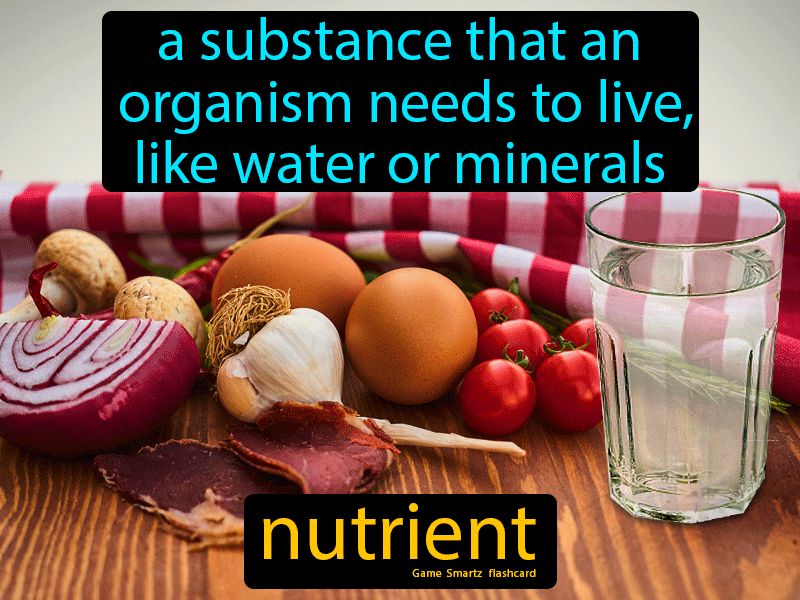 a substance that an
organism needs to live,
like water or minerals
nutrient
Game Smartz flashcard